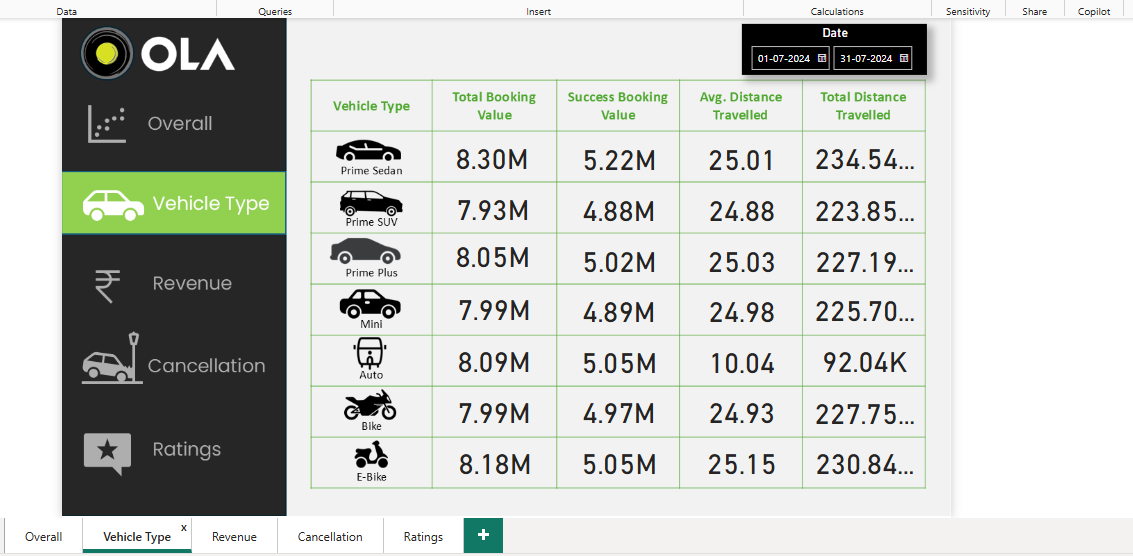 Data
Queries
Insert
Calculations
Sensitivity
Share
Copilot
OLA
Date
01-07-2024
31-07-2024
Overall
Vehicle Type
Revenue
Cancellation
Ratings
Vehicle Type
Total Booking Value
Success Booking Value
Avg. Distance Travelled
Total Distance Travelled
Prime Sedan
8.30M
5.22M
25.01
234.54...
Prime SUV
7.93M
4.88M
24.88
223.85...
Prime Plus
8.05M
5.02M
25.03
227.19...
Mini
7.99M
4.89M
24.98
225.70...
Auto
8.09M
5.05M
10.04
92.04K
Bike
7.99M
4.97M
24.93
227.75...
E-Bike
8.18M
5.05M
25.15
230.84...
Overall
Vehicle Type
x
Revenue
Cancellation
Ratings
+